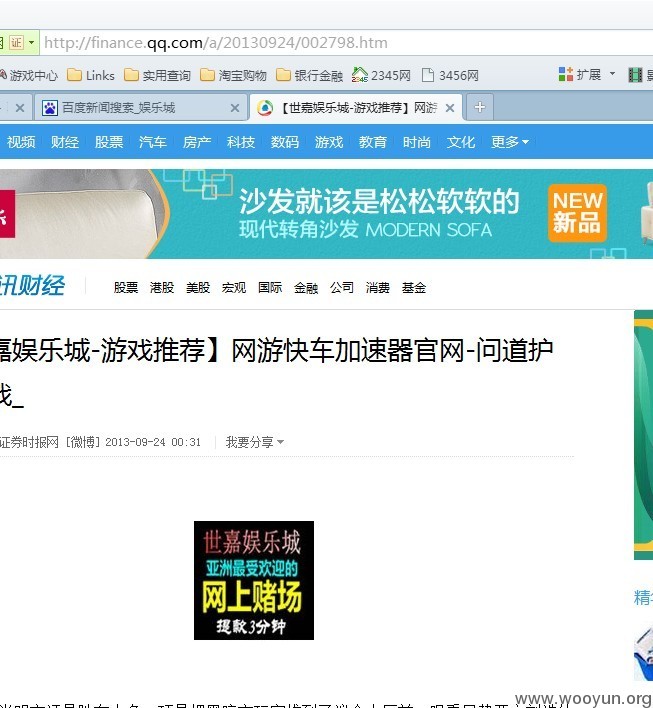 证 http://finance.qq.com/a/20130924/002798.htm
游戏中心 Links 实用查询 淘宝购物 银行金融 2345网 3456网 扩展
百度新闻搜索_娱乐城 【世嘉娱乐城-游戏推荐】网游
视频 财经 股票 汽车 房产 科技 数码 游戏 教育 时尚 文化 更多
沙发就该是松松软软的
现代转角沙发 MODERN SOFA
NEW
新品
讯财经 股票 港股 美股 宏观 国际 金融 公司 消费 基金
嘉娱乐城-游戏推荐】网游快车加速器官网-问道护
戏_
证券时报网 [微博] 2013-09-24 00:31 我要分享
世嘉娱乐城
亚洲最受欢迎的
网上赌场
提款3分钟
精
www.wooyun.org